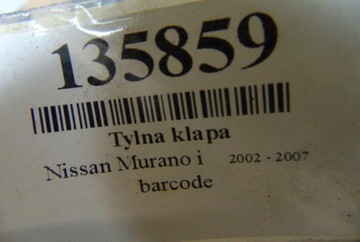 135859
Tylna klapa
Nissan Murano i 2002 - 2007
barcode